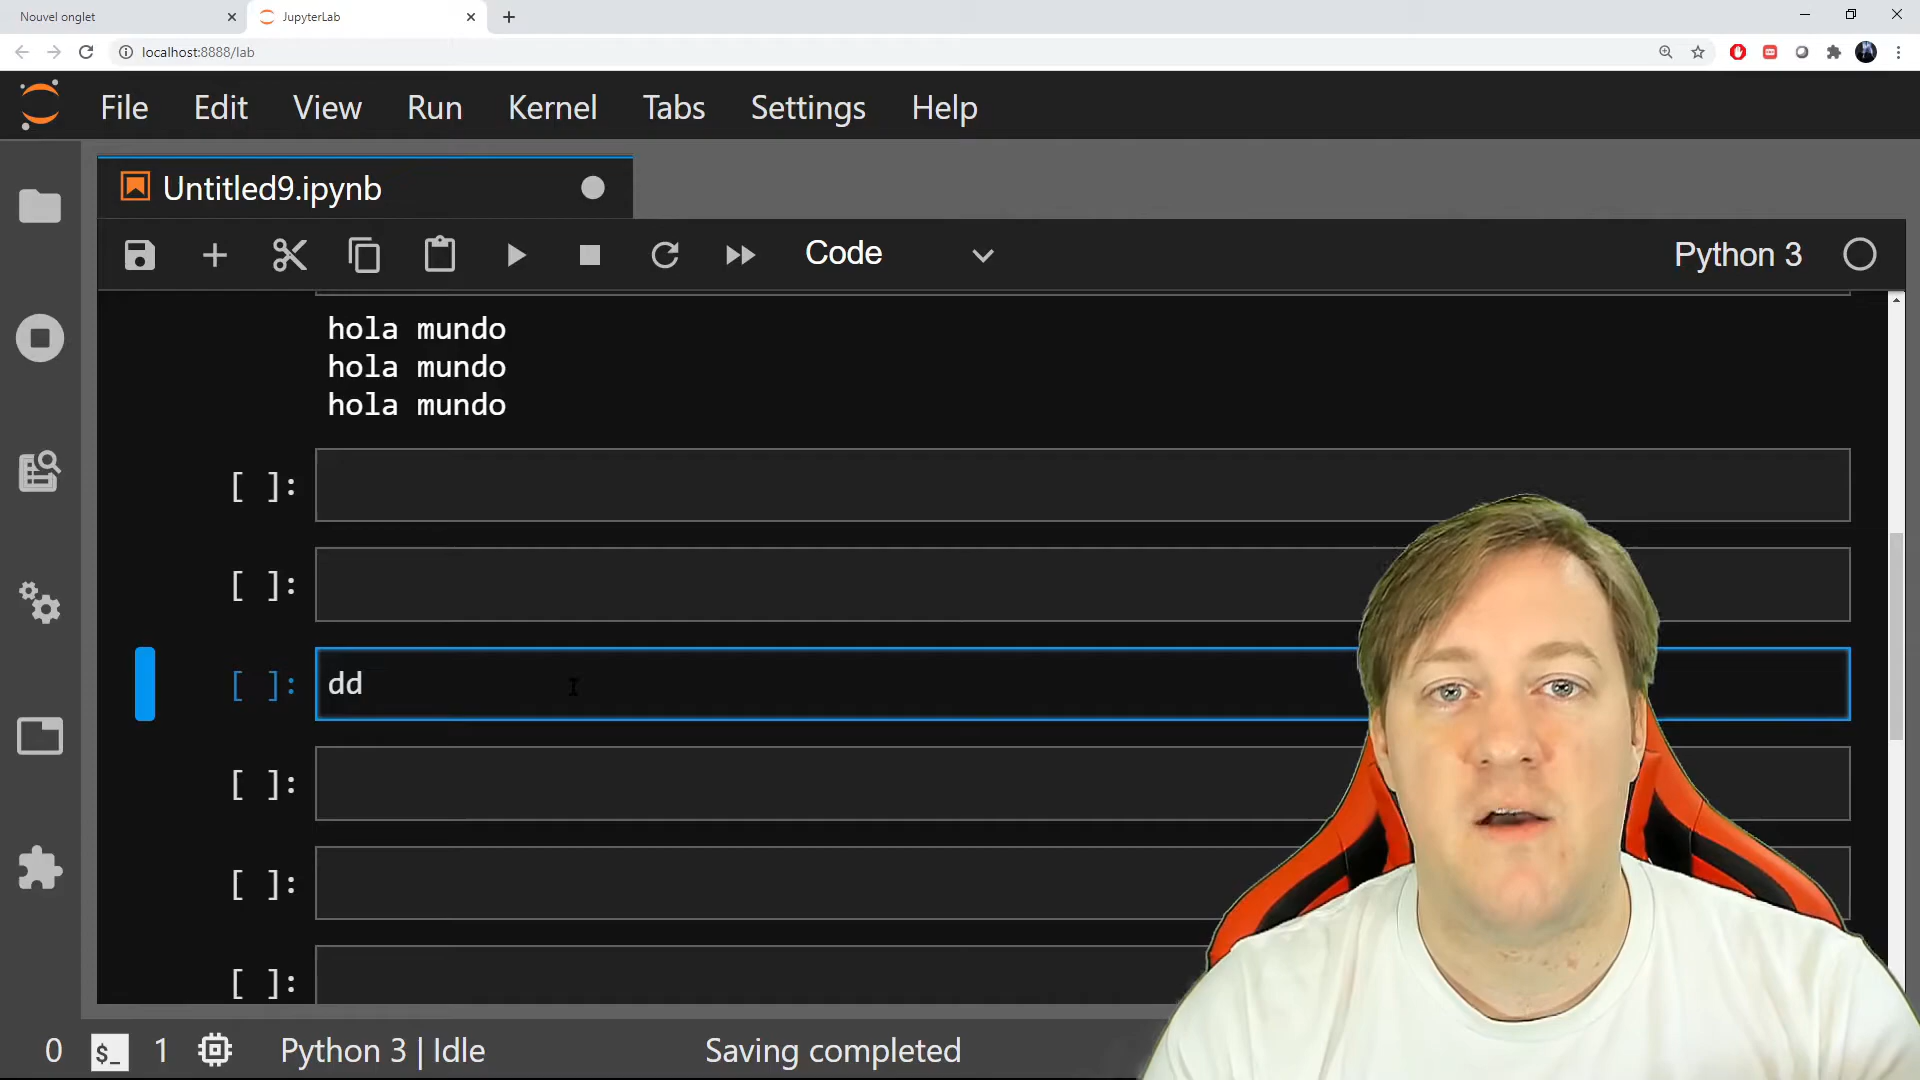 Nouvel onglet
JupyterLab
localhost:8888/lab
File Edit View Run Kernel Tabs Settings Help
Untitled9.ipynb
Code
Python 3
hola mundo
hola mundo
hola mundo
[ ]:
[ ]:
[ ]: dd
[ ]:
[ ]:
[ ]:
0 $_ 1 Python 3 | Idle Saving completed